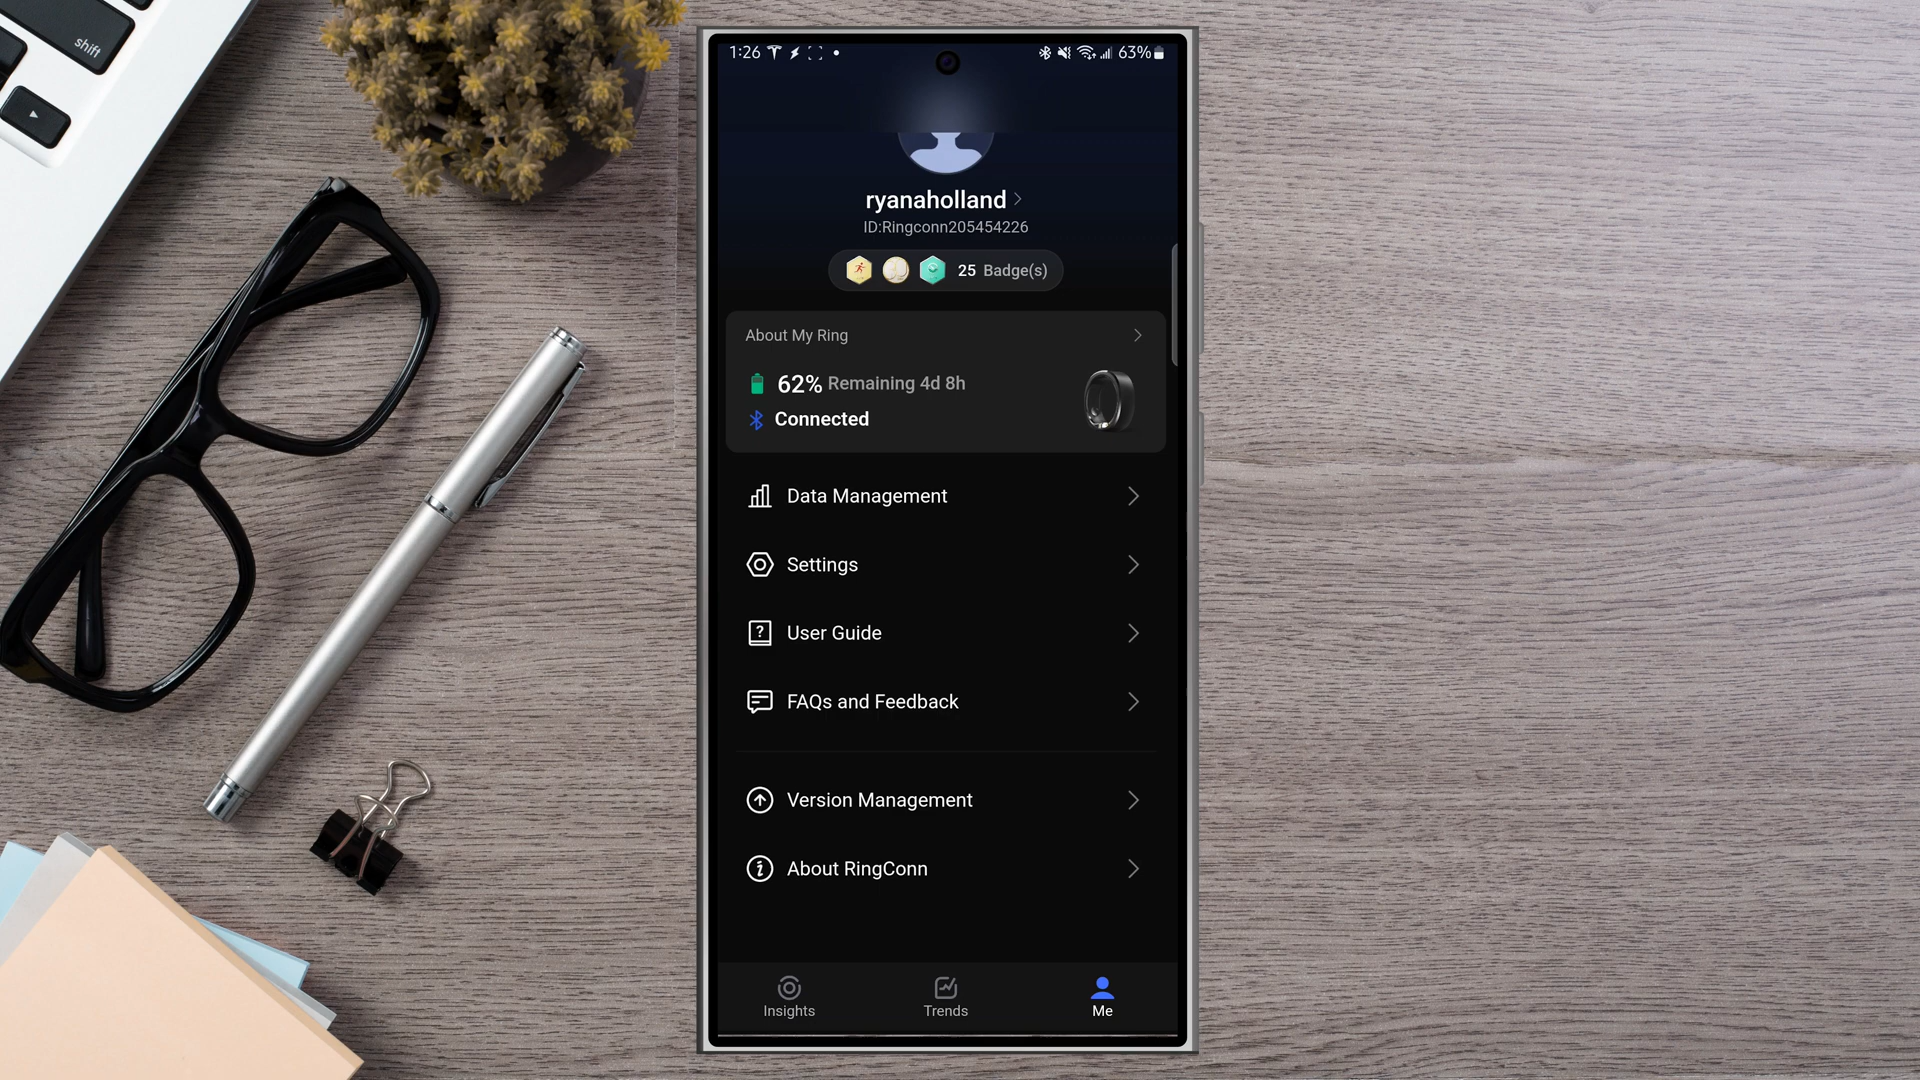 shift
1:26
63%
ryanaholland
ID:Ringconn205454226
25 Badge(s)
About My Ring
62% Remaining 4d 8h
Connected
Data Management
Settings
User Guide
FAQs and Feedback
Version Management
About RingConn
Insights
Trends
Me